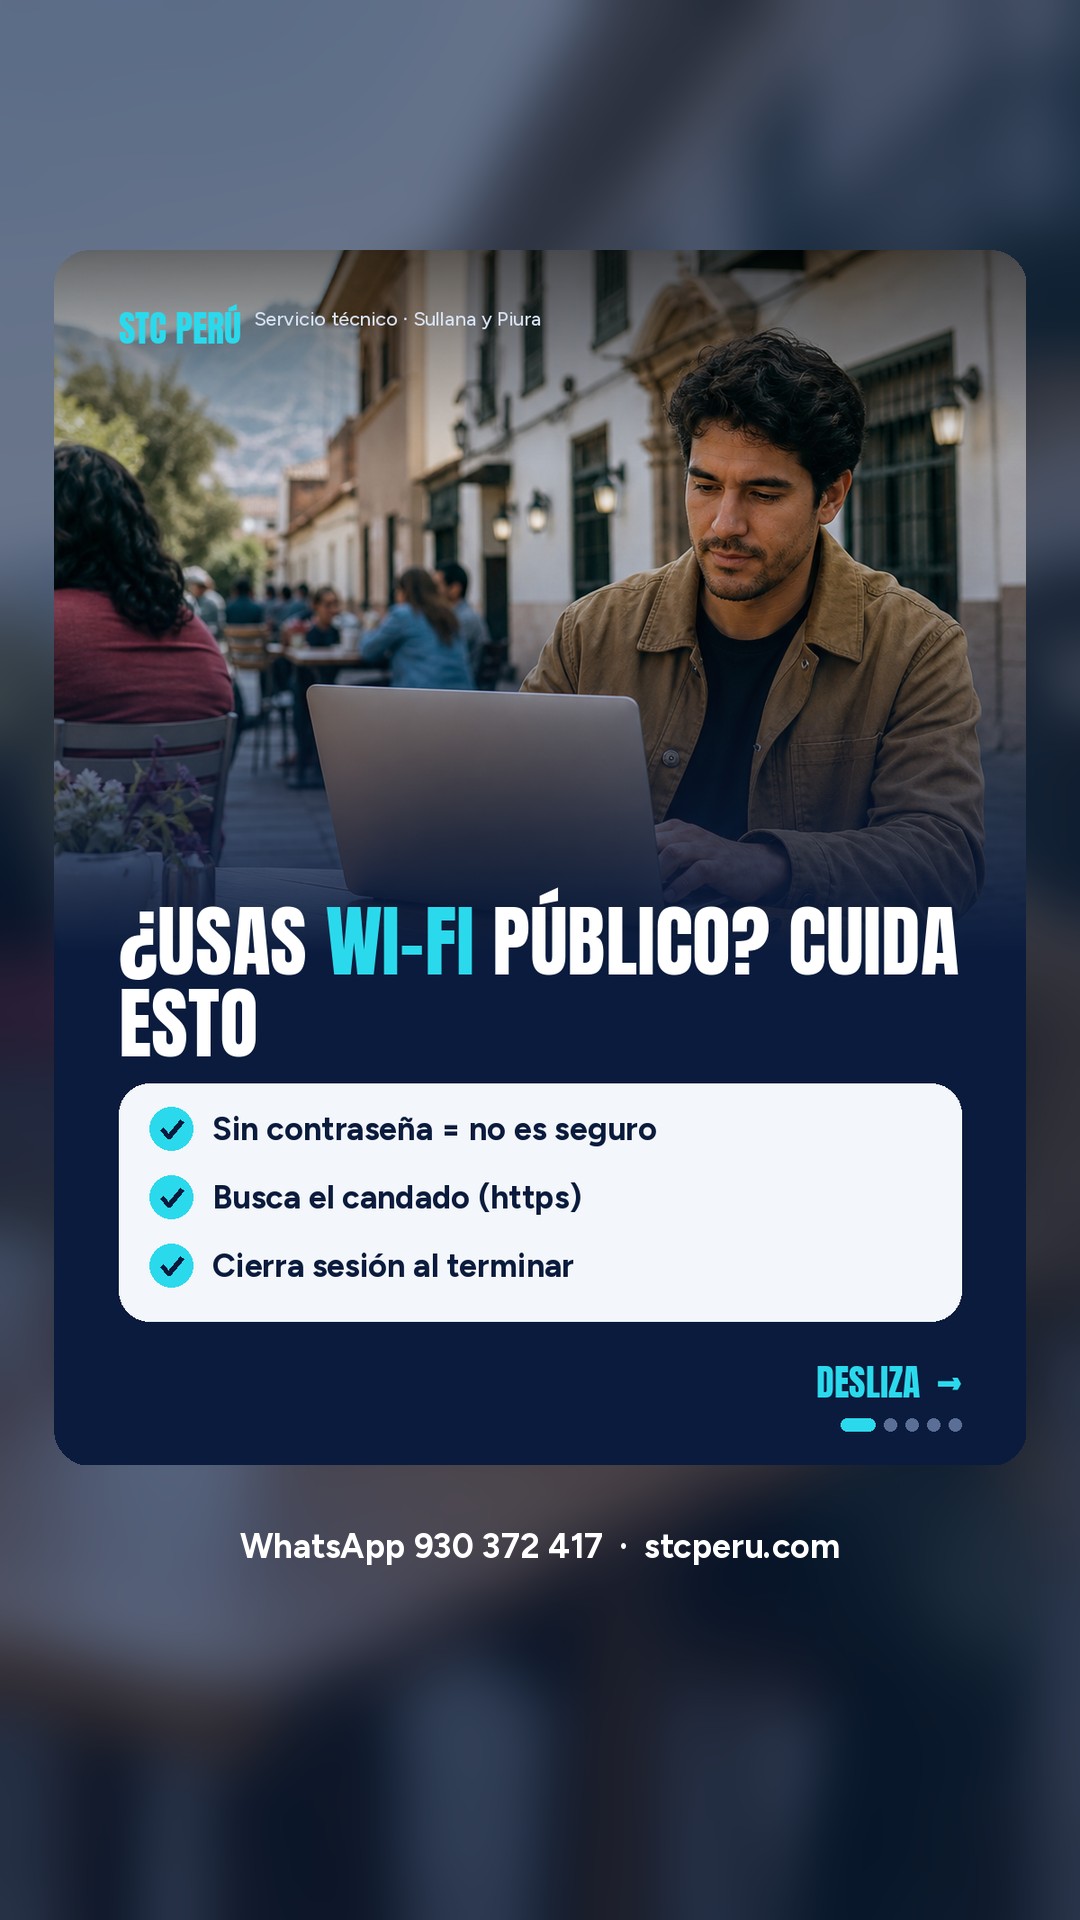 STC PERÚ Servicio técnico · Sullana y Piura
¿USAS WI-FI PÚBLICO? CUIDA
ESTO
Sin contraseña = no es seguro
Busca el candado (https)
Cierra sesión al terminar
DESLIZA →
WhatsApp 930 372 417 · stcperu.com